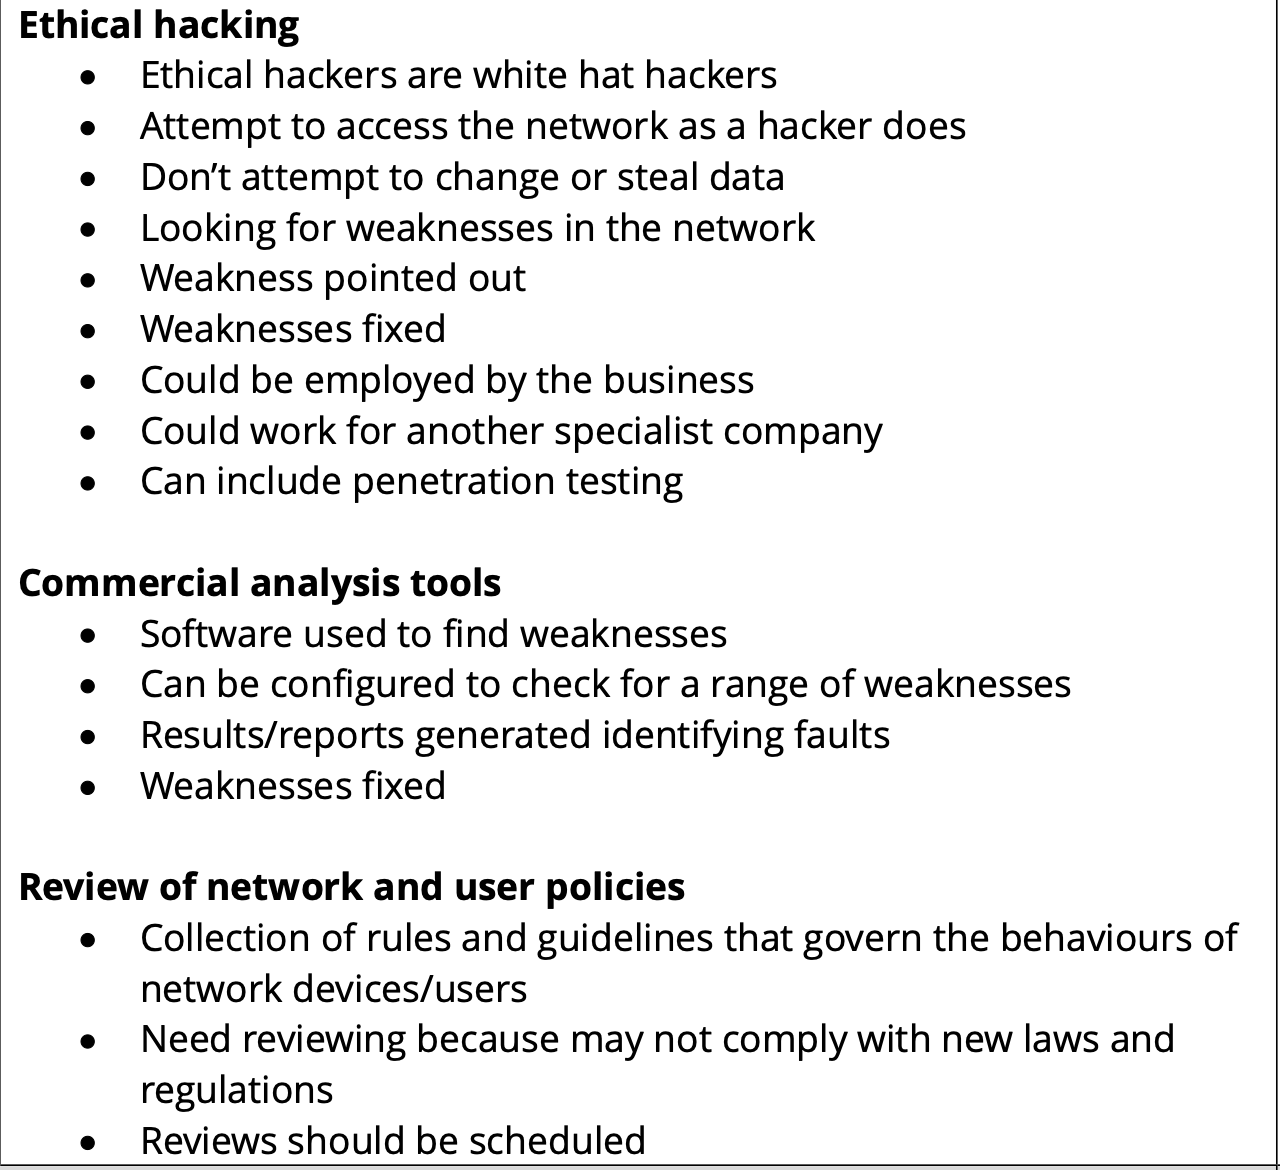 Ethical hacking
• Ethical hackers are white hat hackers
• Attempt to access the network as a hacker does
• Don’t attempt to change or steal data
• Looking for weaknesses in the network
• Weakness pointed out
• Weaknesses fixed
• Could be employed by the business
• Could work for another specialist company
• Can include penetration testing
Commercial analysis tools
• Software used to find weaknesses
• Can be configured to check for a range of weaknesses
• Results/reports generated identifying faults
• Weaknesses fixed
Review of network and user policies
• Collection of rules and guidelines that govern the behaviours of
network devices/users
• Need reviewing because may not comply with new laws and
regulations
• Reviews should be scheduled